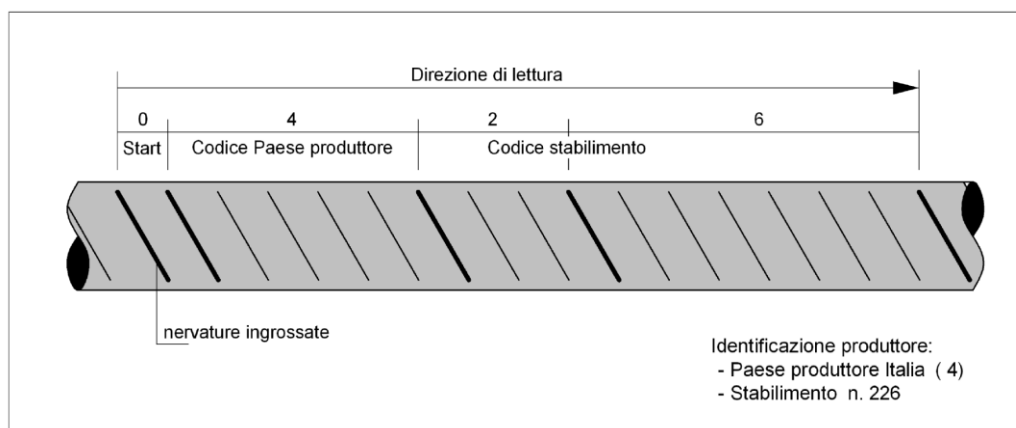 Direzione di lettura
0 4 2 6
Start Codice Paese produttore Codice stabilimento
nervature ingrossate
Identificazione produttore:
- Paese produttore Italia ( 4)
- Stabilimento n. 226